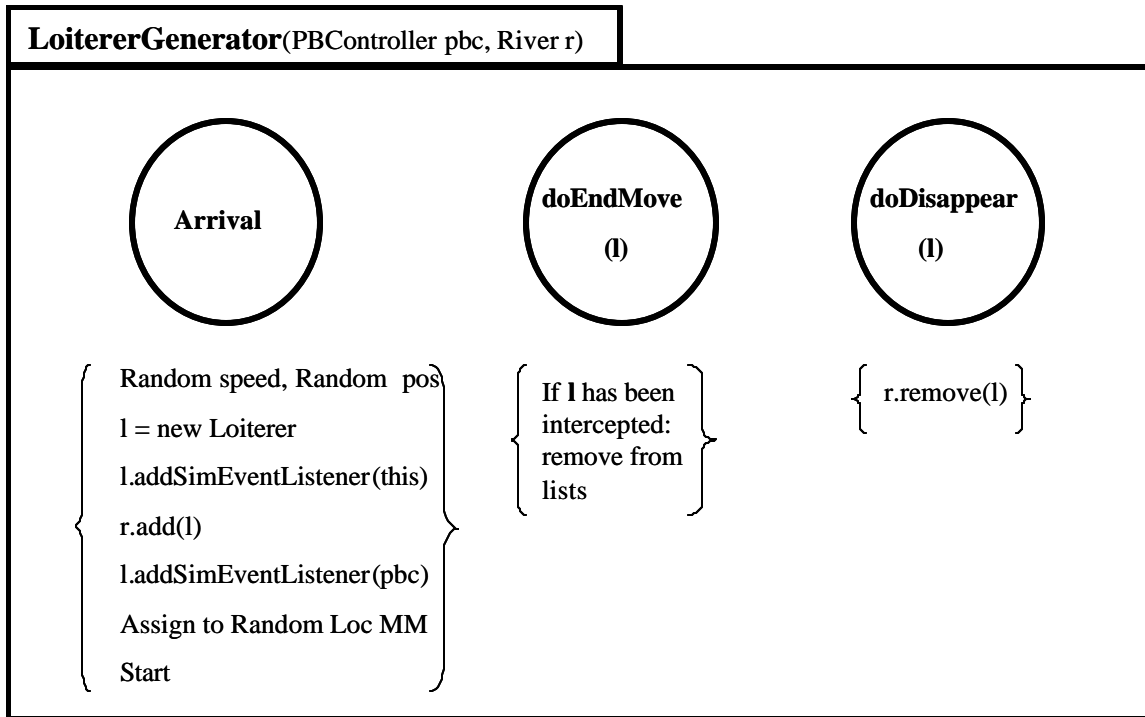 LoitererGenerator(PBController pbc, River r)
Arrival
doEndMove
(l)
doDisappear
(l)
Random speed, Random pos
l = new Loiterer
l.addSimEventListener(this)
r.add(l)
l.addSimEventListener(pbc)
Assign to Random Loc MM
Start
If l has been
intercepted:
remove from
lists
r.remove(l)